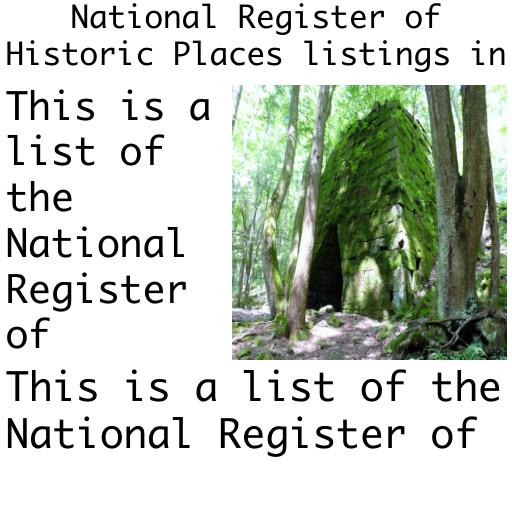 National Register of
Historic Places listings in
This is a
list of
the
National
Register
of
This is a list of the
National Register of